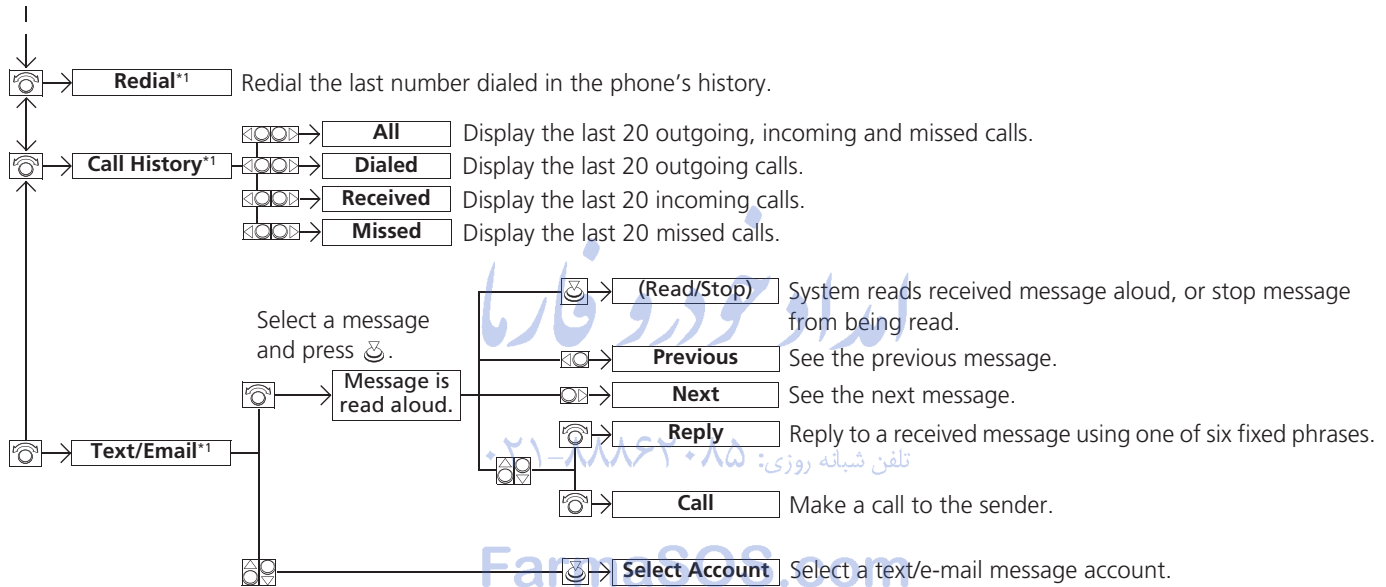 Redial*1 Redial the last number dialed in the phone's history.
Call History*1
All Display the last 20 outgoing, incoming and missed calls.
Dialed Display the last 20 outgoing calls.
Received Display the last 20 incoming calls.
Missed Display the last 20 missed calls.
Select a message
and press .
Message is
read aloud.
(Read/Stop) System reads received message aloud, or stop message
from being read.
Previous See the previous message.
Next See the next message.
Text/Email*1
Reply Reply to a received message using one of six fixed phrases.
Call Make a call to the sender.
Select Account Select a text/e-mail message account.
امداد خودرو فارما
تلفن شبانه روزی: ۸۸۸۶۲۰۸۵-۰۲۱
FarmaSOS.com